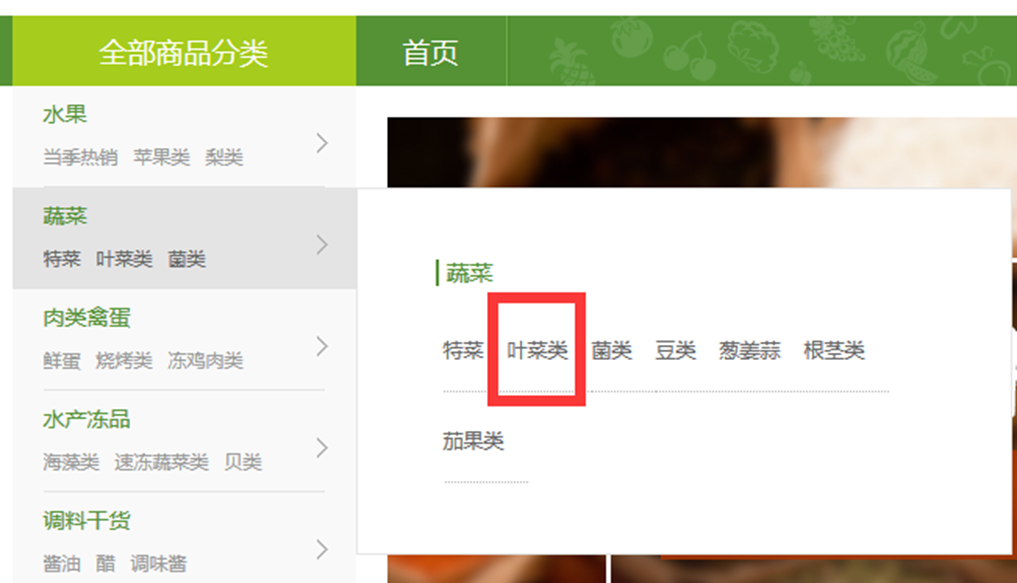 全部商品分类 首页
水果
当季热销 苹果类 梨类
蔬菜
特菜 叶菜类 菌类
肉类禽蛋
鲜蛋 烧烤类 冻鸡肉类
水产冻品
海藻类 速冻蔬菜类 贝类
调料干货
酱油 醋 调味酱
蔬菜
特菜 叶菜类 菌类 豆类 葱姜蒜 根茎类
茄果类